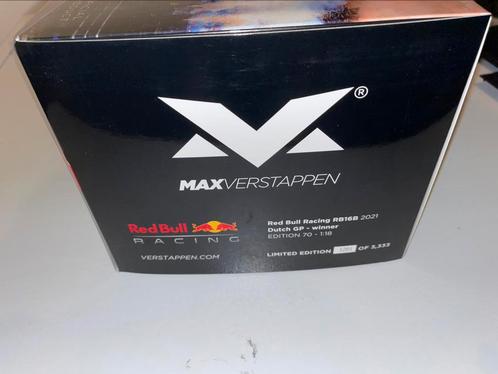 ®
MAXVERSTAPPEN
Red Bull
RACING
VERSTAPPEN.COM
Red Bull Racing RB16B 2021
Dutch GP - winner
EDITION 70 - 1:18
LIMITED EDITION OF 3,333